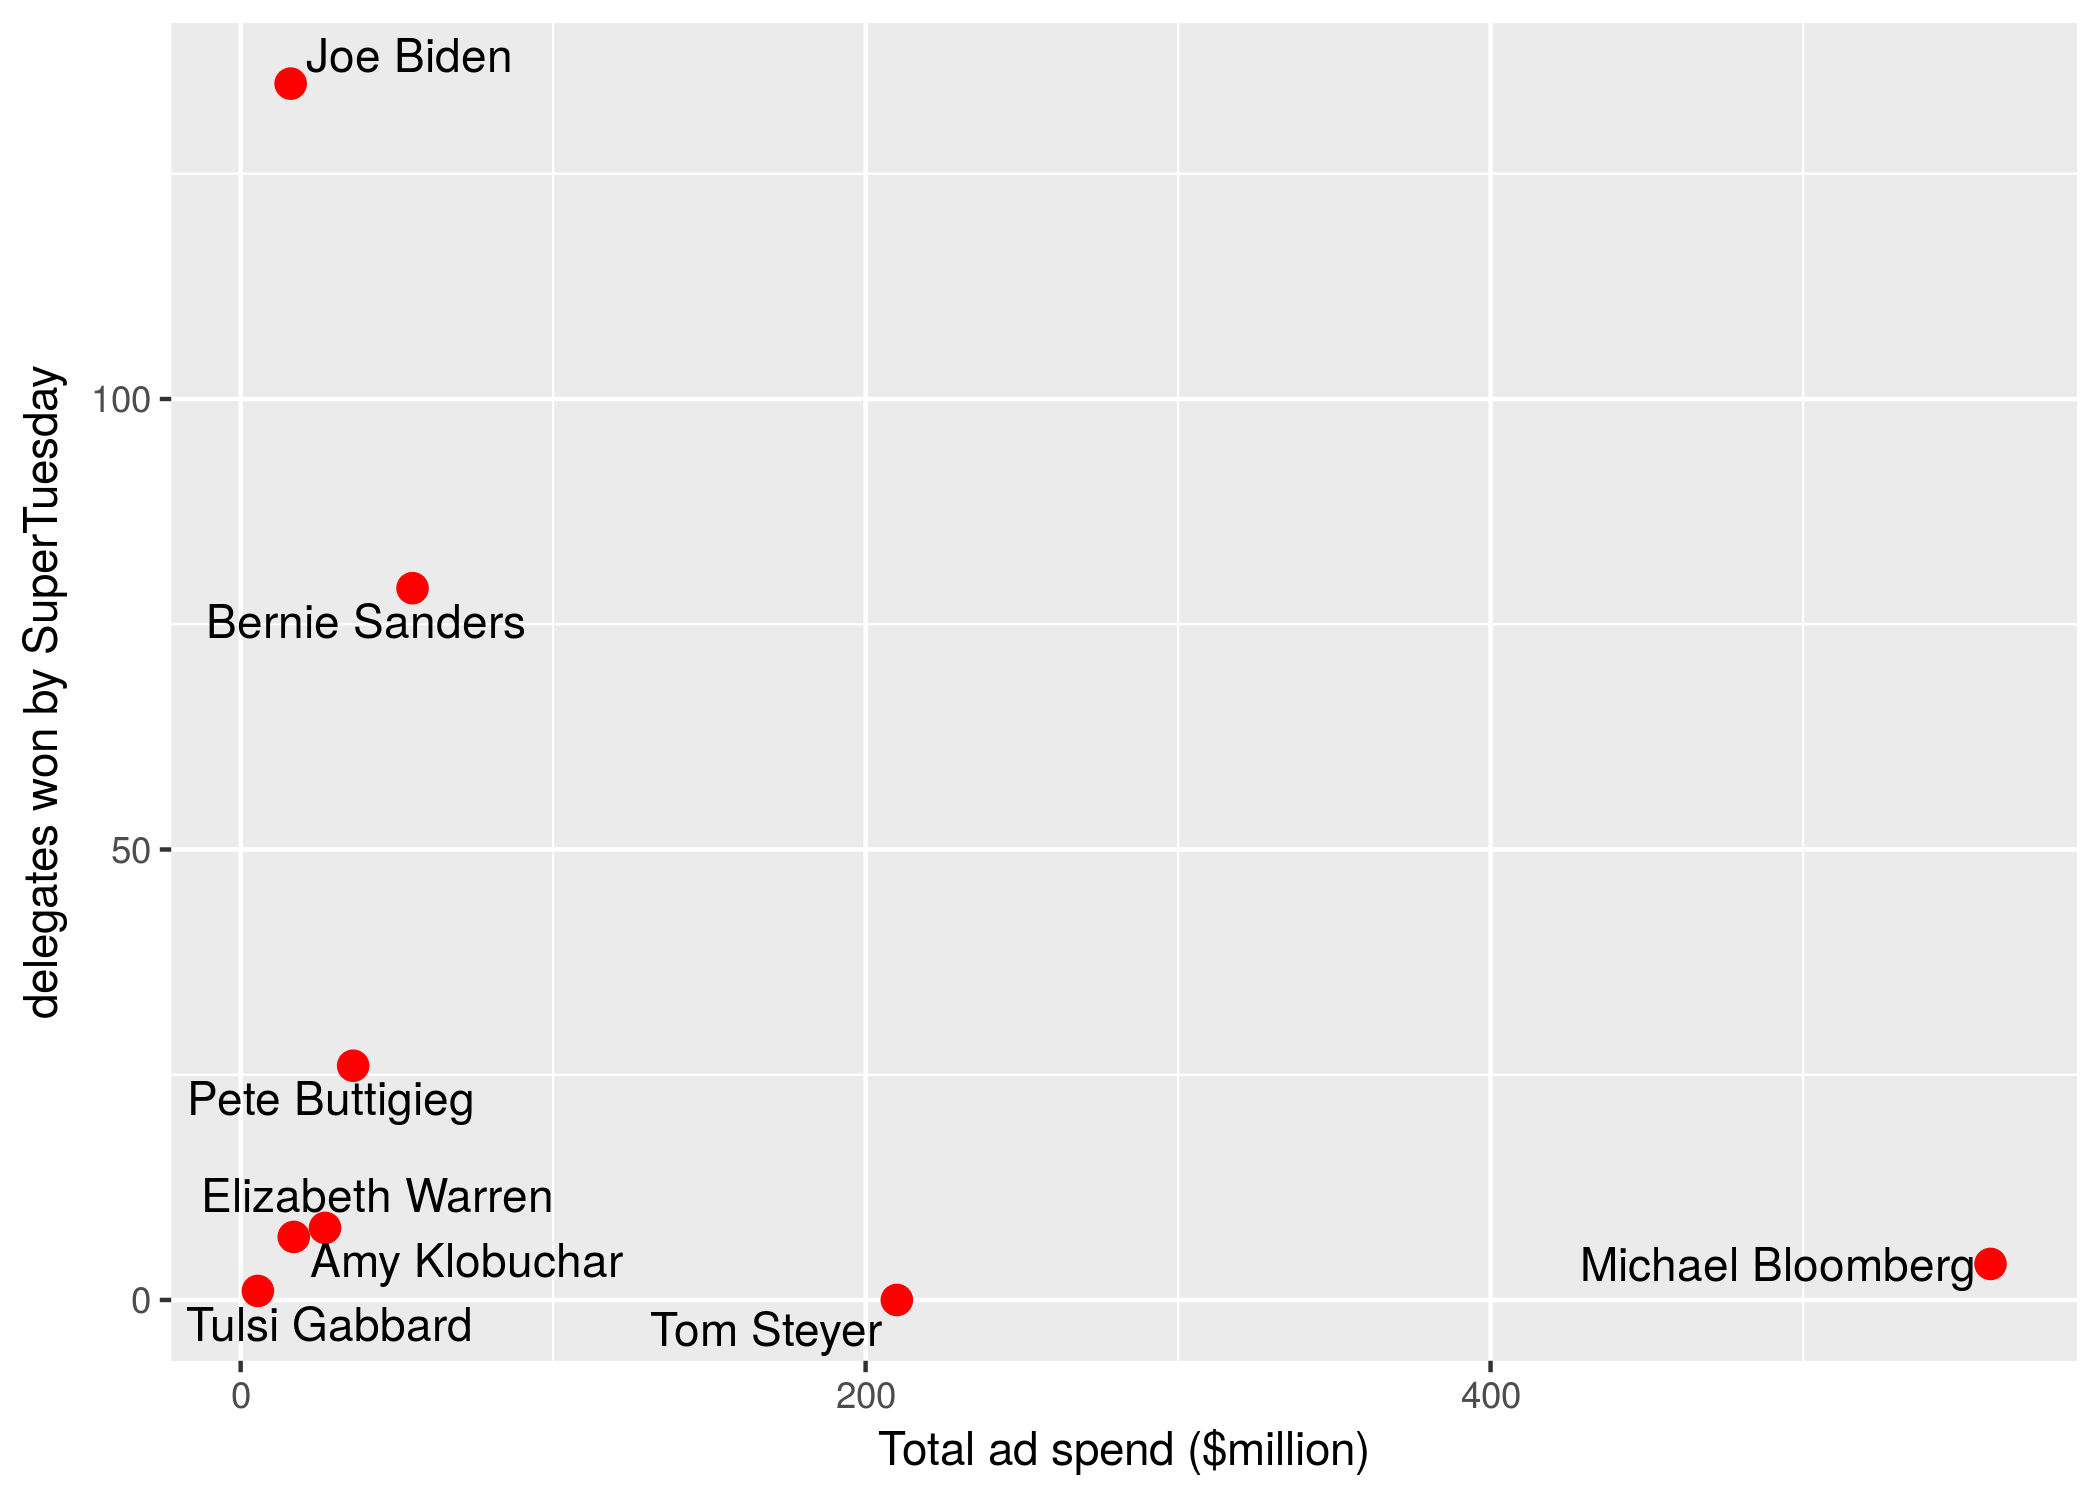 Joe Biden
100
Bernie Sanders
delegates won by SuperTuesday
50
Pete Buttigieg
Elizabeth Warren
Amy Klobuchar
Michael Bloomberg
0
Tulsi Gabbard
Tom Steyer
0
200
400
Total ad spend ($million)